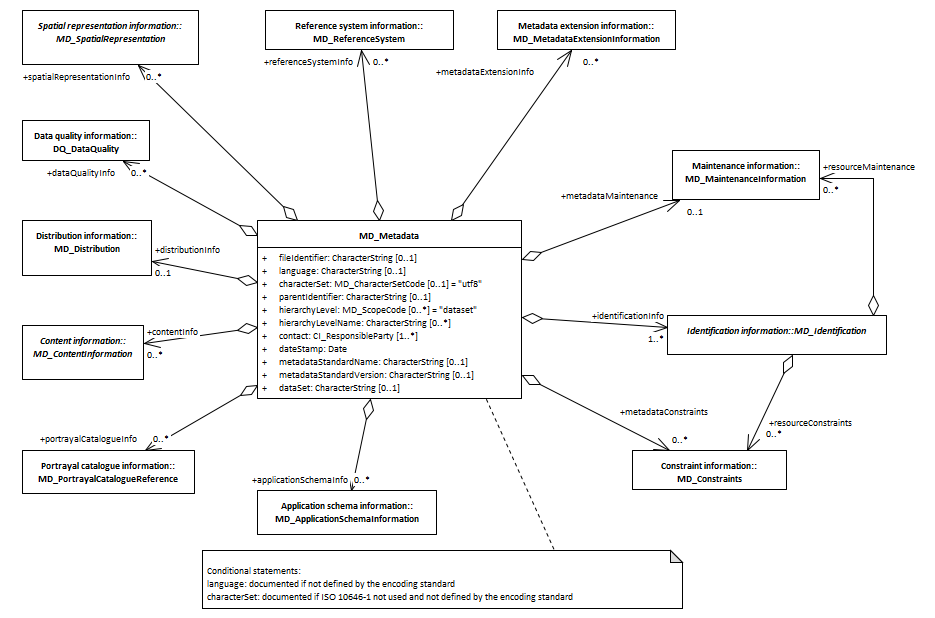 Spatial representation information::
MD_SpatialRepresentation
Reference system information::
MD_ReferenceSystem
Metadata extension information::
MD_MetadataExtensionInformation
+spatialRepresentationInfo
0..*
+referenceSystemInfo
0..*
+metadataExtensionInfo
0..*
Data quality information::
DQ_DataQuality
+dataQualityInfo
0..*
Maintenance information::
MD_MaintenanceInformation
+resourceMaintenance
0..*
+metadataMaintenance
0..1
Distribution information::
MD_Distribution
+distributionInfo
0..1
MD_Metadata
+ fileIdentifier: CharacterString [0..1]
+ language: CharacterString [0..1]
+ characterSet: MD_CharacterSetCode [0..1] = "utf8"
+ parentIdentifier: CharacterString [0..1]
+ hierarchyLevel: MD_ScopeCode [0..*] = "dataset"
+ hierarchyLevelName: CharacterString [0..*]
+ contact: CI_ResponsibleParty [1..*]
+ dateStamp: Date
+ metadataStandardName: CharacterString [0..1]
+ metadataStandardVersion: CharacterString [0..1]
+ dataSet: CharacterString [0..1]
+identificationInfo
1..*
Identification information::MD_Identification
Content information::
MD_ContentInformation
+contentInfo
0..*
+metadataConstraints
0..*
+resourceConstraints
0..*
+portrayalCatalogueInfo
0..*
Portrayal catalogue information::
MD_PortrayalCatalogueReference
+applicationSchemaInfo
0..*
Application schema information::
MD_ApplicationSchemaInformation
Constraint information::
MD_Constraints
Conditional statements:
language: documented if not defined by the encoding standard
characterSet: documented if ISO 10646-1 not used and not defined by the encoding standard